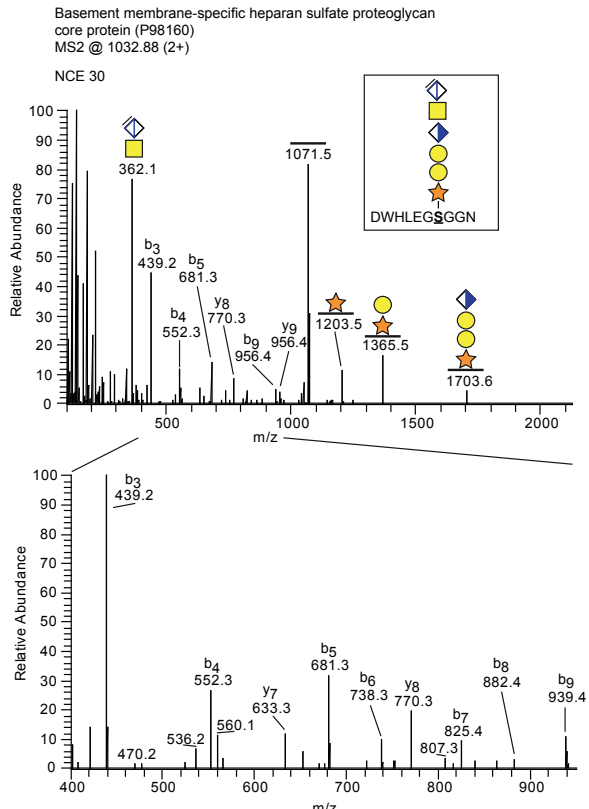 Basement membrane-specific heparan sulfate proteoglycan
core protein (P98160)
MS2 @ 1032.88 (2+)
NCE 30
100
90
80
70
60
50
40
30
20
10
0
Relative Abundance
362.1
b3
439.2
b4
552.3
b5
681.3
y8
770.3
b9
956.4
y9
956.4
1071.5
1203.5
1365.5
1703.6
DWHLEGSGGN
500
1000
1500
2000
m/z
100
90
80
70
60
50
40
30
20
10
0
Relative Abundance
b3
439.2
470.2
536.2
b4
552.3
560.1
y7
633.3
b5
681.3
b6
738.3
y8
770.3
807.3
b7
825.4
b8
882.4
b9
939.4
400
500
600
700
800
900
m/z